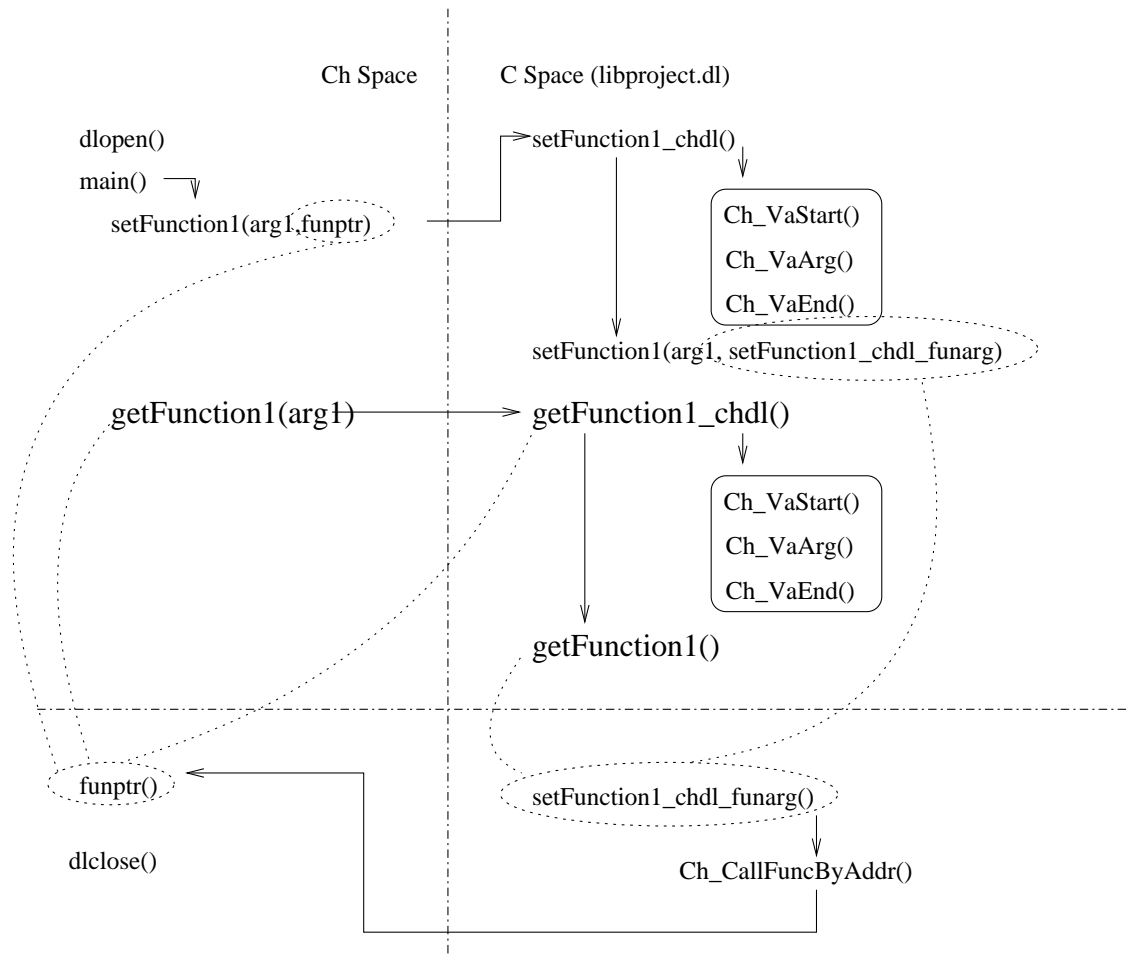 Ch Space
C Space (libproject.dl)
dlopen()
setFunction1_chdl()
main()
setFunction1(arg1,funptr)
Ch_VaStart()
Ch_VaArg()
Ch_VaEnd()
setFunction1(arg1, setFunction1_chdl_funarg)
getFunction1(arg1)
getFunction1_chdl()
Ch_VaStart()
Ch_VaArg()
Ch_VaEnd()
getFunction1()
funptr()
setFunction1_chdl_funarg()
dlclose()
Ch_CallFuncByAddr()